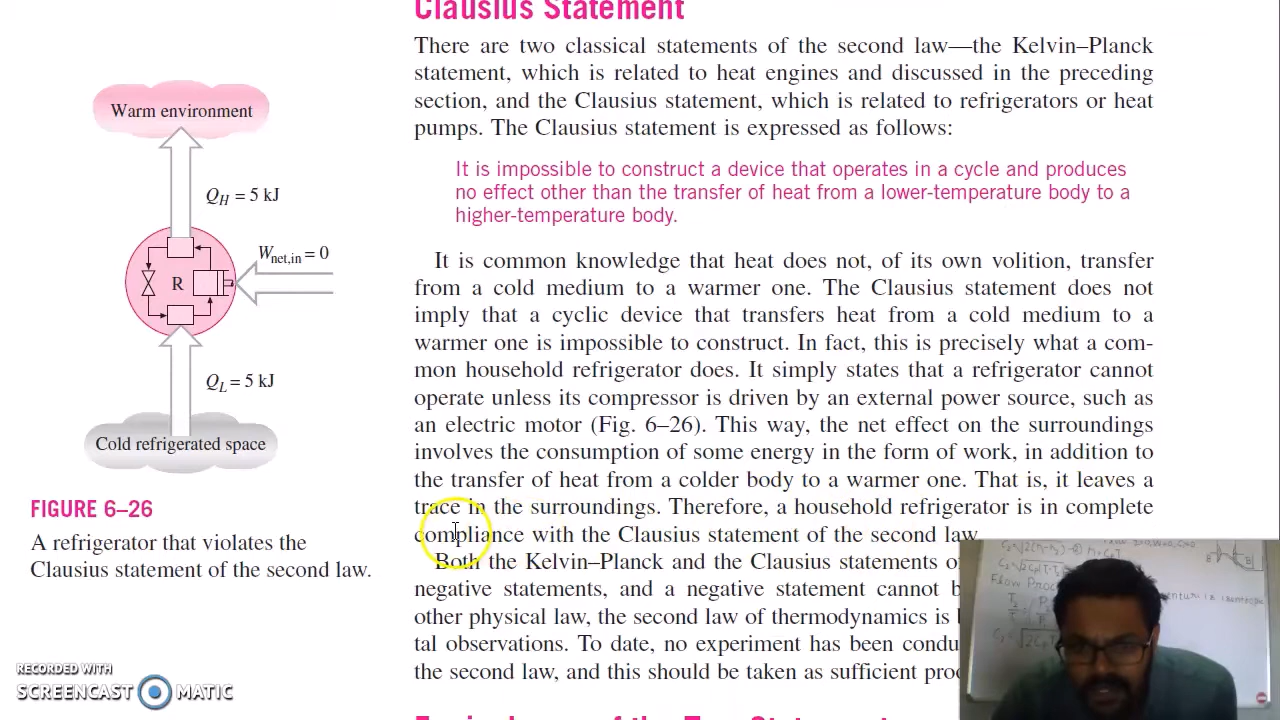 Clausius Statement
There are two classical statements of the second law—the Kelvin–Planck
statement, which is related to heat engines and discussed in the preceding
section, and the Clausius statement, which is related to refrigerators or heat
pumps. The Clausius statement is expressed as follows:
It is impossible to construct a device that operates in a cycle and produces
no effect other than the transfer of heat from a lower-temperature body to a
higher-temperature body.
It is common knowledge that heat does not, of its own volition, transfer
from a cold medium to a warmer one. The Clausius statement does not
imply that a cyclic device that transfers heat from a cold medium to a
warmer one is impossible to construct. In fact, this is precisely what a com-
mon household refrigerator does. It simply states that a refrigerator cannot
operate unless its compressor is driven by an external power source, such as
an electric motor (Fig. 6–26). This way, the net effect on the surroundings
involves the consumption of some energy in the form of work, in addition to
the transfer of heat from a colder body to a warmer one. That is, it leaves a
trace in the surroundings. Therefore, a household refrigerator is in complete
compliance with the Clausius statement of the second law.
Both the Kelvin–Planck and the Clausius statements
negative statements, and a negative statement cannot
other physical law, the second law of thermodynamics is
tal observations. To date, no experiment has been
the second law, and this should be taken as sufficient
Warm environment
Q_H = 5 kJ
W_net,in = 0
R
Q_L = 5 kJ
Cold refrigerated space
FIGURE 6–26
A refrigerator that violates the
Clausius statement of the second law.
RECORDED WITH
SCREENCAST MATIC